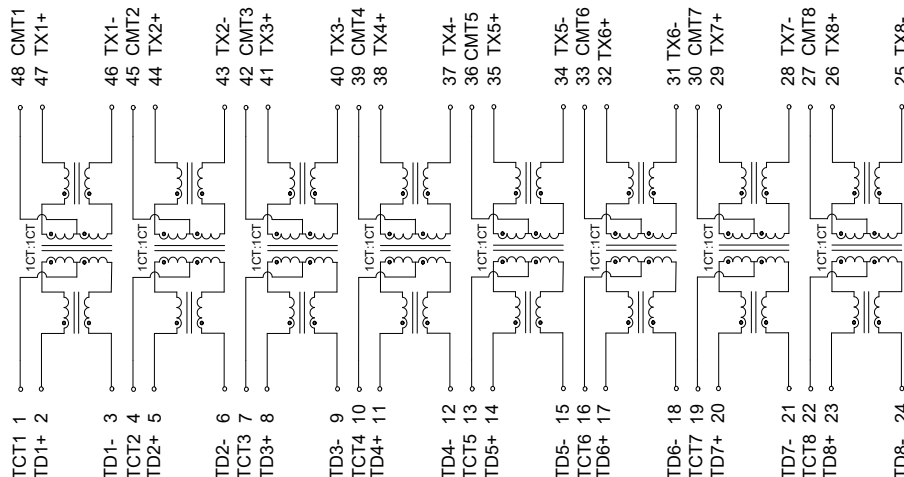 48 CMT1
47 TX1+
46 TX1-
45 CMT2
44 TX2+
43 TX2-
42 CMT3
41 TX3+
40 TX3-
39 CMT4
38 TX4+
37 TX4-
36 CMT5
35 TX5+
34 TX5-
33 CMT6
32 TX6+
31 TX6-
30 CMT7
29 TX7+
28 TX7-
27 CMT8
26 TX8+
25 TX8-
1CT:1CT
1CT:1CT
1CT:1CT
1CT:1CT
1CT:1CT
1CT:1CT
1CT:1CT
1CT:1CT
TCT1 1
TD1+ 2
TD1- 3
TCT2 4
TD2+ 5
TD2- 6
TCT3 7
TD3+ 8
TD3- 9
TCT4 10
TD4+ 11
TD4- 12
TCT5 13
TD5+ 14
TD5- 15
TCT6 16
TD6+ 17
TD6- 18
TCT7 19
TD7+ 20
TD7- 21
TCT8 22
TD8+ 23
TD8- 24